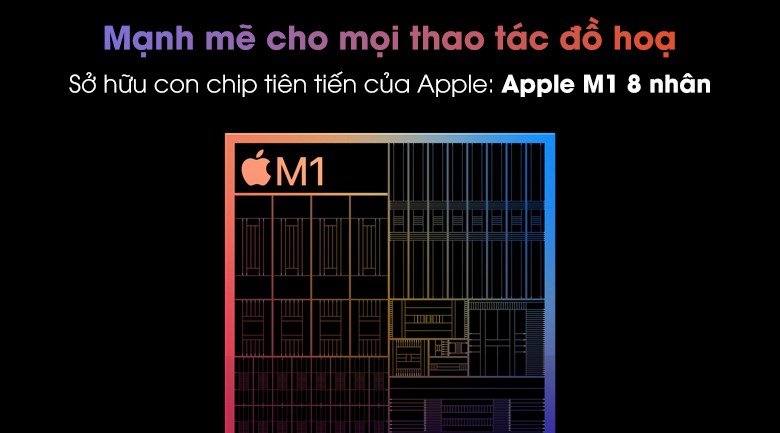 Mạnh mẽ cho mọi thao tác đồ hoạ
Sở hữu con chip tiên tiến của Apple: Apple M1 8 nhân
M1